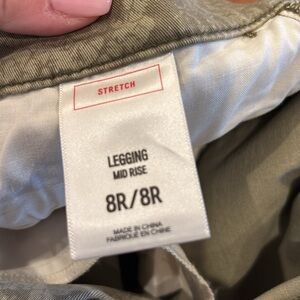 STRETCH
LEGGING
MID RISE
8R/8R
MADE IN CHINA
FABRIQUÉ EN CHINE